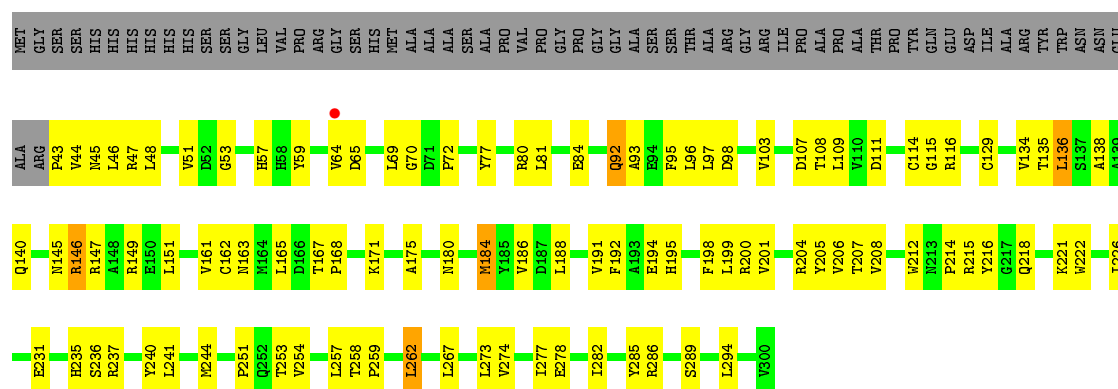 MET GLY SER SER HIS HIS HIS HIS HIS HIS SER SER GLY LEU VAL PRO ARG GLY SER HIS MET ALA ALA ALA SER ALA PRO VAL PRO GLY PRO GLY GLY ALA SER SER THR ALA ARG GLY ARG ILE PRO ALA PRO ALA THR PRO TYR GLN GLU ASP ILE ALA ARG TYR TRP ASN ASN GLU
ALA ARG P43 V44 N45 L46 R47 L48 V51 D52 G53 H57 H58 Y59 V64 D65 L69 G70 D71 P72 Y77 R80 L81 E84 Q92 A93 E94 F95 L96 L97 D98 V103 D107 T108 L109 V110 D111 C114 G115 R116 C129 V134 T135 L136 S137 A138 A139
Q140 N145 R146 R147 A148 R149 E150 L151 V161 C162 N163 M164 L165 D166 T167 P168 K171 A175 N180 M184 Y185 V186 D187 L188 V191 F192 A193 E194 H195 F198 L199 R200 V201 R204 Y205 V206 T207 V208 W212 N213 P214 R215 Y216 G217 Q218 K221 W222
E231 H235 S236 R237 Y240 L241 M244 P251 Q252 T253 V254 L257 T258 P259 L262 L267 L273 V274 I277 E278 I282 Y285 R286 S289 L294 V300